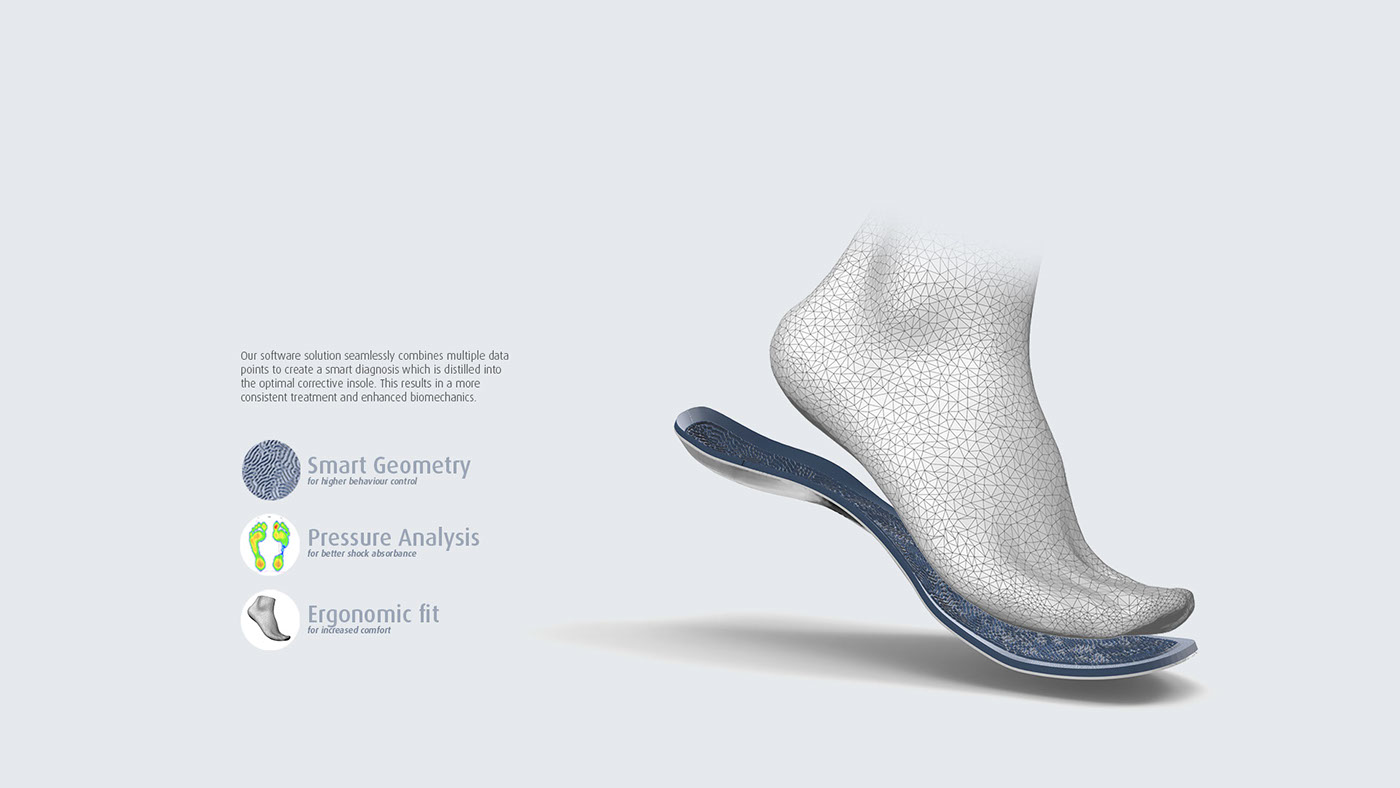 Our software solution seamlessly combines multiple data
points to create a smart diagnosis which is distilled into
the optimal corrective insole. This results in a more
consistent treatment and enhanced biomechanics.
Smart Geometry
for higher behaviour control
Pressure Analysis
for better shock absorbance
Ergonomic fit
for increased comfort